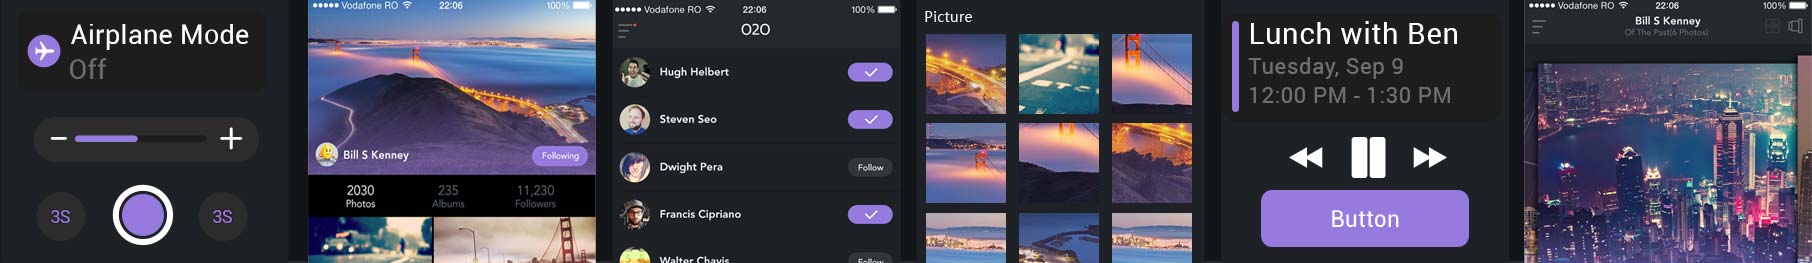 Airplane Mode
Off
3S
3S
Vodafone RO 22:06 100%
Bill S Kenney Following
2030 235 11,230
Photos Albums Followers
Vodafone RO 22:06 100%
O2O
Hugh Helbert
Steven Seo
Dwight Pera Follow
Francis Cipriano
Walter Chavis Follow
Picture
Lunch with Ben
Tuesday, Sep 9
12:00 PM - 1:30 PM
Button
Vodafone RO 22:06 100%
Bill S Kenney
Of The Past(6 Photos)